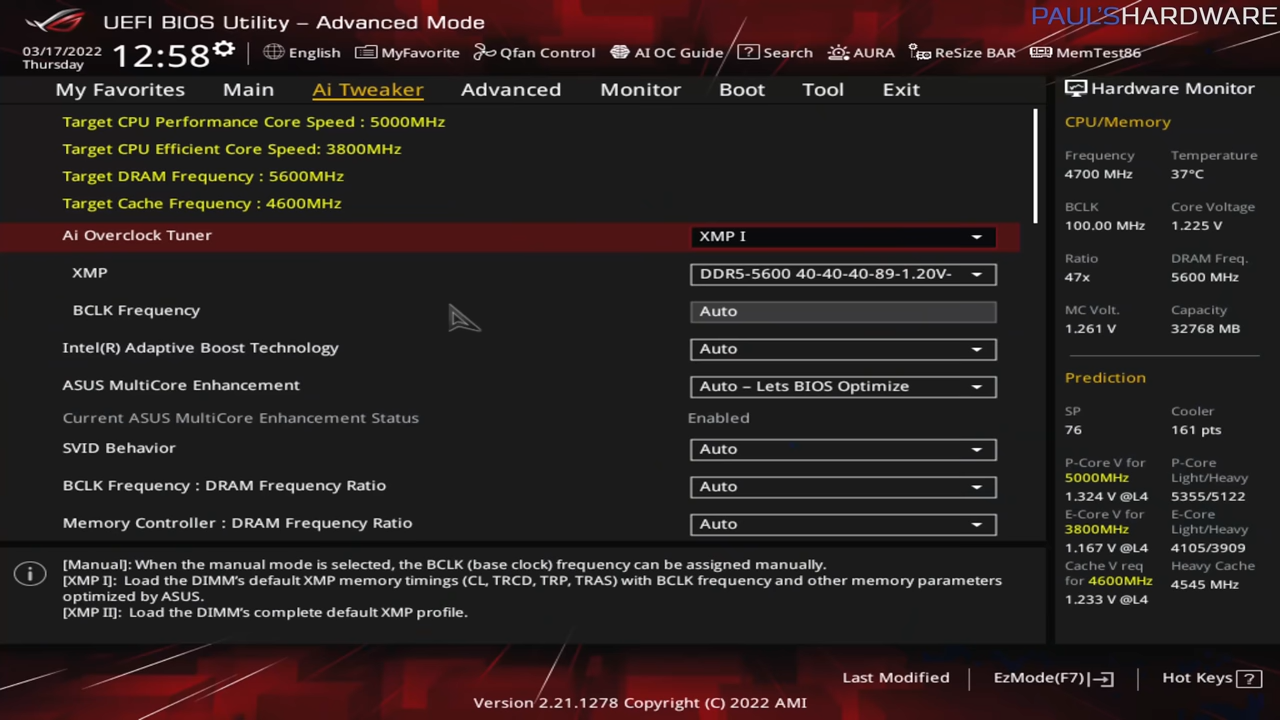 PAUL'SHARDWARE
UEFI BIOS Utility – Advanced Mode
03/17/2022
Thursday
12:58
English
MyFavorite
Qfan Control
AI OC Guide
Search
AURA
ReSize BAR
MemTest86
My Favorites
Main
Ai Tweaker
Advanced
Monitor
Boot
Tool
Exit
Target CPU Performance Core Speed : 5000MHz
Target CPU Efficient Core Speed: 3800MHz
Target DRAM Frequency : 5600MHz
Target Cache Frequency : 4600MHz
Ai Overclock Tuner XMP I
XMP DDR5-5600 40-40-40-89-1.20V-
BCLK Frequency Auto
Intel(R) Adaptive Boost Technology Auto
ASUS MultiCore Enhancement Auto – Lets BIOS Optimize
Current ASUS MultiCore Enhancement Status Enabled
SVID Behavior Auto
BCLK Frequency : DRAM Frequency Ratio Auto
Memory Controller : DRAM Frequency Ratio Auto
[Manual]: When the manual mode is selected, the BCLK (base clock) frequency can be assigned manually.
[XMP I]: Load the DIMM's default XMP memory timings (CL, TRCD, TRP, TRAS) with BCLK frequency and other memory parameters
optimized by ASUS.
[XMP II]: Load the DIMM's complete default XMP profile.
Hardware Monitor
CPU/Memory
Frequency Temperature
4700 MHz 37°C
BCLK Core Voltage
100.00 MHz 1.225 V
Ratio DRAM Freq.
47x 5600 MHz
MC Volt. Capacity
1.261 V 32768 MB
Prediction
SP Cooler
76 161 pts
P-Core V for P-Core
5000MHz Light/Heavy
1.324 V @L4 5355/5122
E-Core V for E-Core
3800MHz Light/Heavy
1.167 V @L4 4105/3909
Cache V req Heavy Cache
for 4600MHz 4545 MHz
1.233 V @L4
Last Modified
EzMode(F7)
Hot Keys ?
Version 2.21.1278 Copyright (C) 2022 AMI